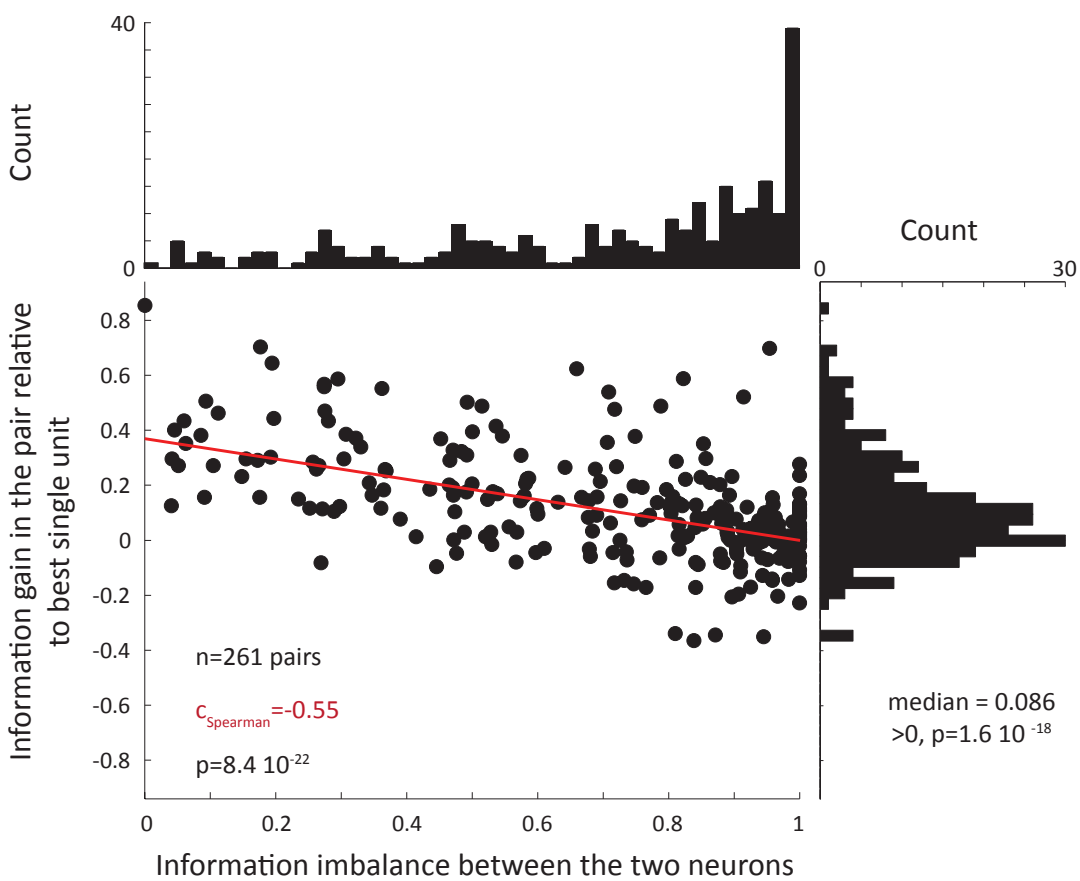 Count
40
0
Count
0
30
Information gain in the pair relative
to best single unit
0.8
0.6
0.4
0.2
0
-0.2
-0.4
-0.6
-0.8
n=261 pairs
cSpearman=-0.55
p=8.4 10-22
median = 0.086
>0, p=1.6 10 -18
0
0.2
0.4
0.6
0.8
1
Information imbalance between the two neurons